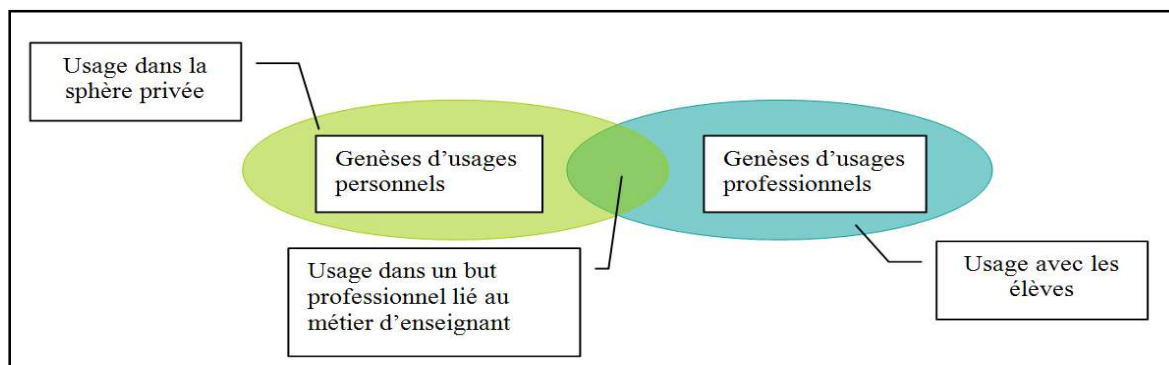 Usage dans la
sphère privée
Genèses d’usages
personnels
Genèses d’usages
professionnels
Usage dans un but
professionnel lié au
métier d’enseignant
Usage avec les
élèves